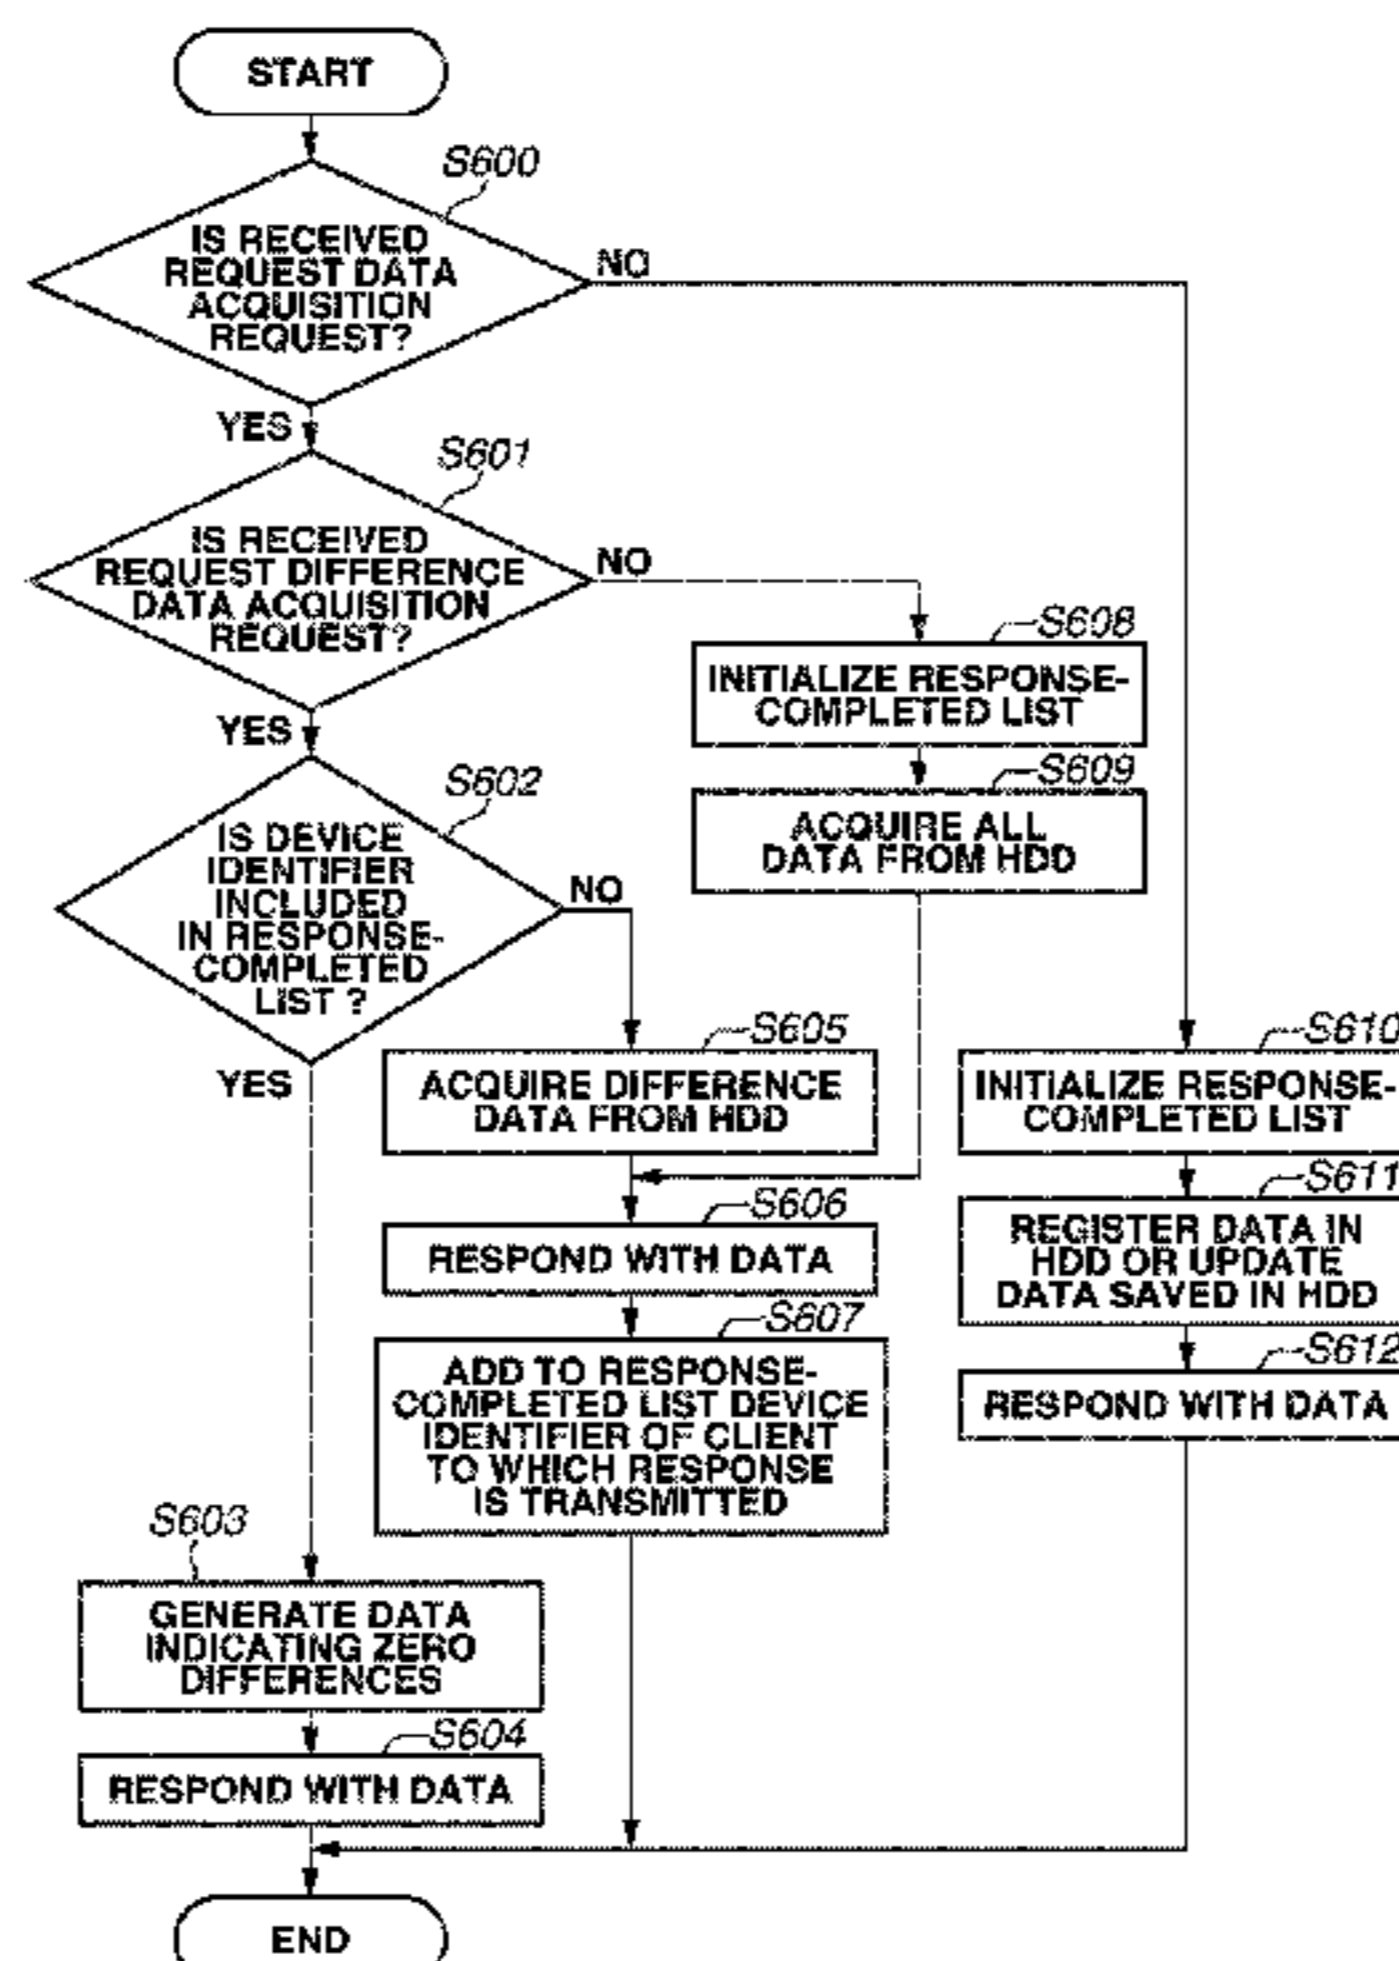 START
S600
IS RECEIVED
REQUEST DATA
ACQUISITION
REQUEST?
NO
YES
S601
IS RECEIVED
REQUEST DIFFERENCE
DATA ACQUISITION
REQUEST?
NO
YES
S608
INITIALIZE RESPONSE-
COMPLETED LIST
S609
ACQUIRE ALL
DATA FROM HDD
S602
IS DEVICE
IDENTIFIER
INCLUDED
IN RESPONSE-
COMPLETED
LIST ?
NO
YES
S605
ACQUIRE DIFFERENCE
DATA FROM HDD
S606
RESPOND WITH DATA
S607
ADD TO RESPONSE-
COMPLETED LIST DEVICE
IDENTIFIER OF CLIENT
TO WHICH RESPONSE
IS TRANSMITTED
S610
INITIALIZE RESPONSE-
COMPLETED LIST
S611
REGISTER DATA IN
HDD OR UPDATE
DATA SAVED IN HDD
S612
RESPOND WITH DATA
S603
GENERATE DATA
INDICATING ZERO
DIFFERENCES
S604
RESPOND WITH DATA
END